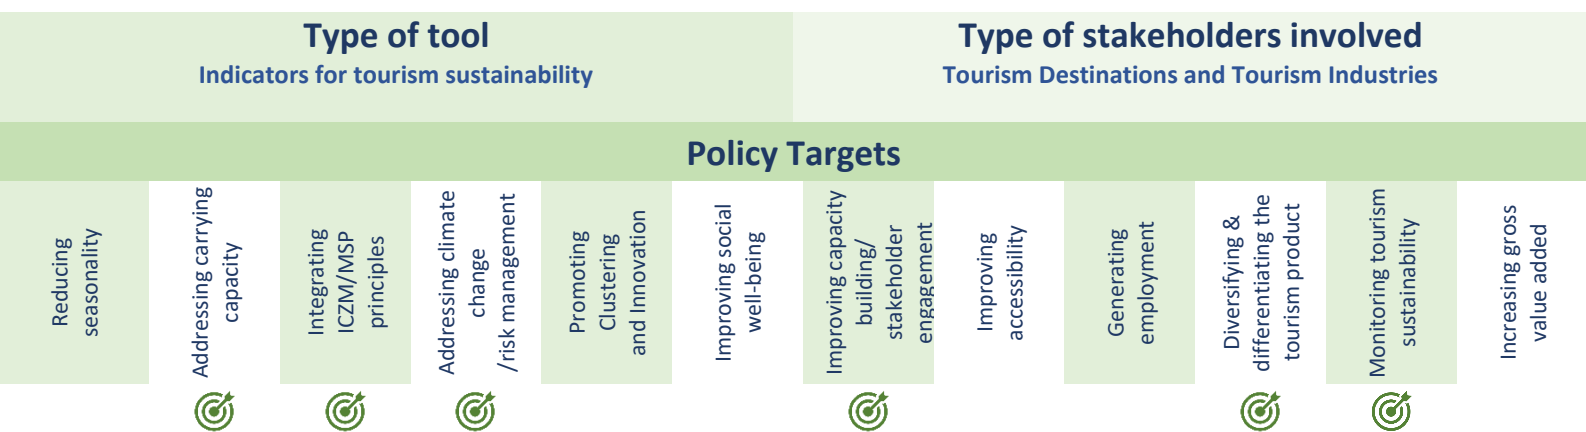 Type of tool
Indicators for tourism sustainability
Type of stakeholders involved
Tourism Destinations and Tourism Industries
Policy Targets
Reducing
seasonality
Addressing carrying
capacity
Integrating
ICZM/MSP
principles
Addressing climate
change
/risk management
Promoting
Clustering
and Innovation
Improving social
well-being
Improving capacity
building/
stakeholder
engagement
Improving
accessibility
Generating
employment
Diversifying &
differentiating the
tourism product
Monitoring tourism
sustainability
Increasing gross
value added